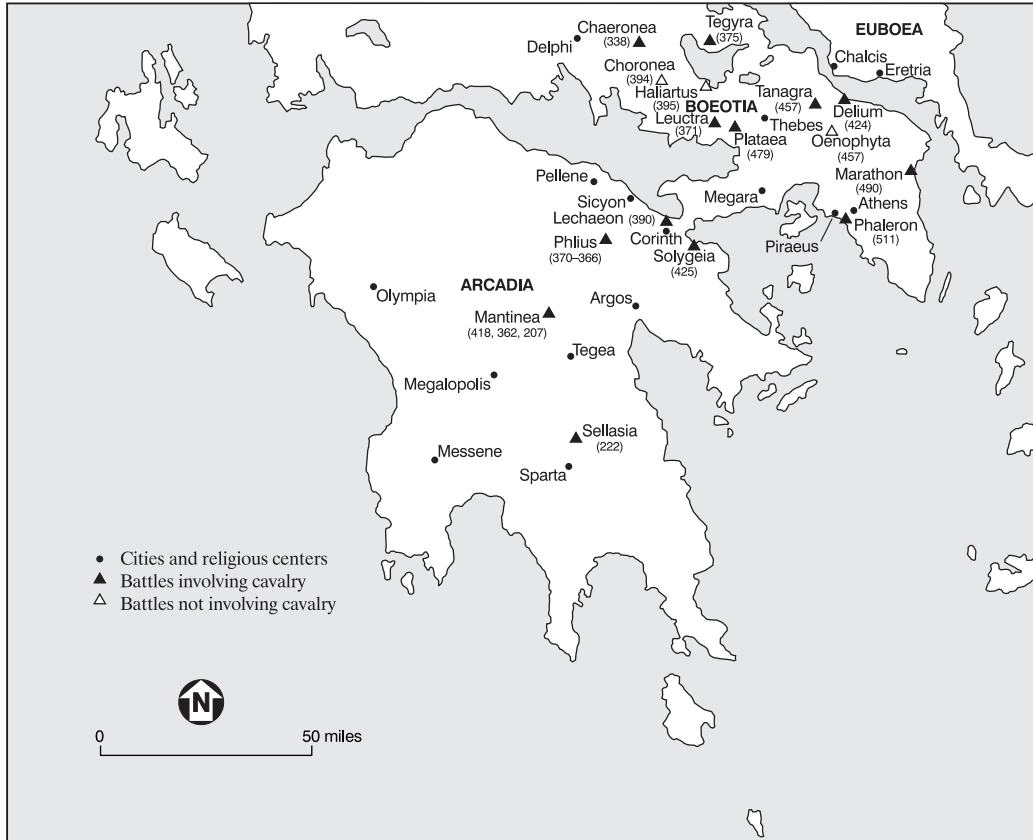 Tegyra
(375)
EUBOEA
Chaeronea
(338)
Delphi
Chalcis
Eretria
Choronea
(394)
Haliartus
(395)
BOEOTIA
Tanagra
(457)
Delium
(424)
Leuctra
(371)
Thebes
Plataea
(479)
Oenophyta
(457)
Marathon
(490)
Pellene
Sicyon
Megara
Athens
Lechaeon (390)
Phaleron
(511)
Piraeus
Corinth
Phlius
(370–366)
Solygeia
(425)
ARCADIA
Olympia
Argos
Mantinea
(418, 362, 207)
Tegea
Megalopolis
Sellasia
(222)
Messene
Sparta
Cities and religious centers
Battles involving cavalry
Battles not involving cavalry
N
0 50 miles